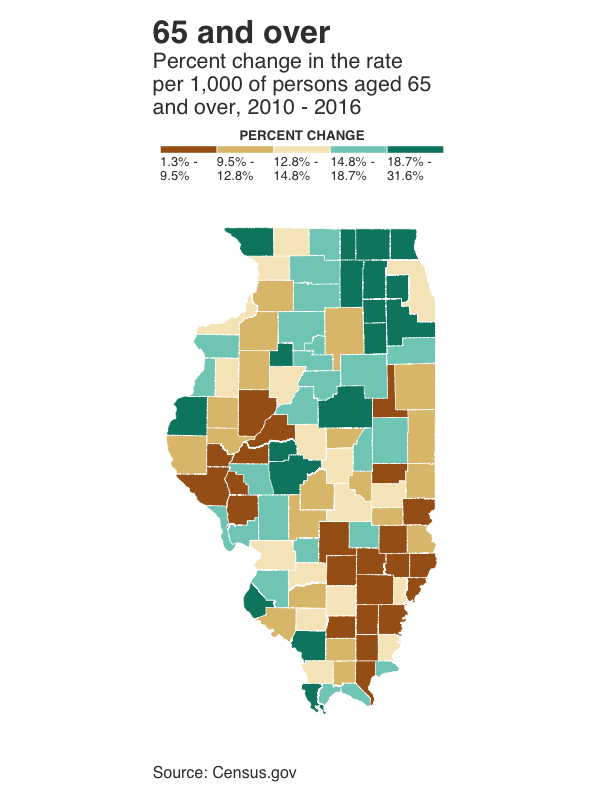 65 and over
Percent change in the rate
per 1,000 of persons aged 65
and over, 2010 - 2016
PERCENT CHANGE
1.3% - 9.5% - 12.8% - 14.8% - 18.7% -
9.5% 12.8% 14.8% 18.7% 31.6%
Source: Census.gov